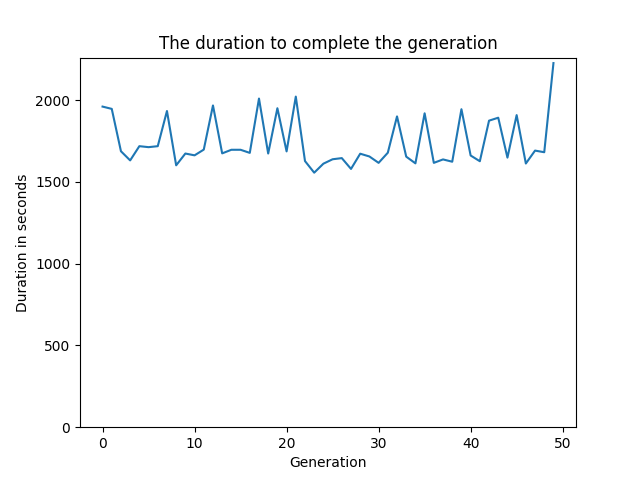 The duration to complete the generation
Duration in seconds
2000
1500
1000
500
0
0 10 20 30 40 50
Generation